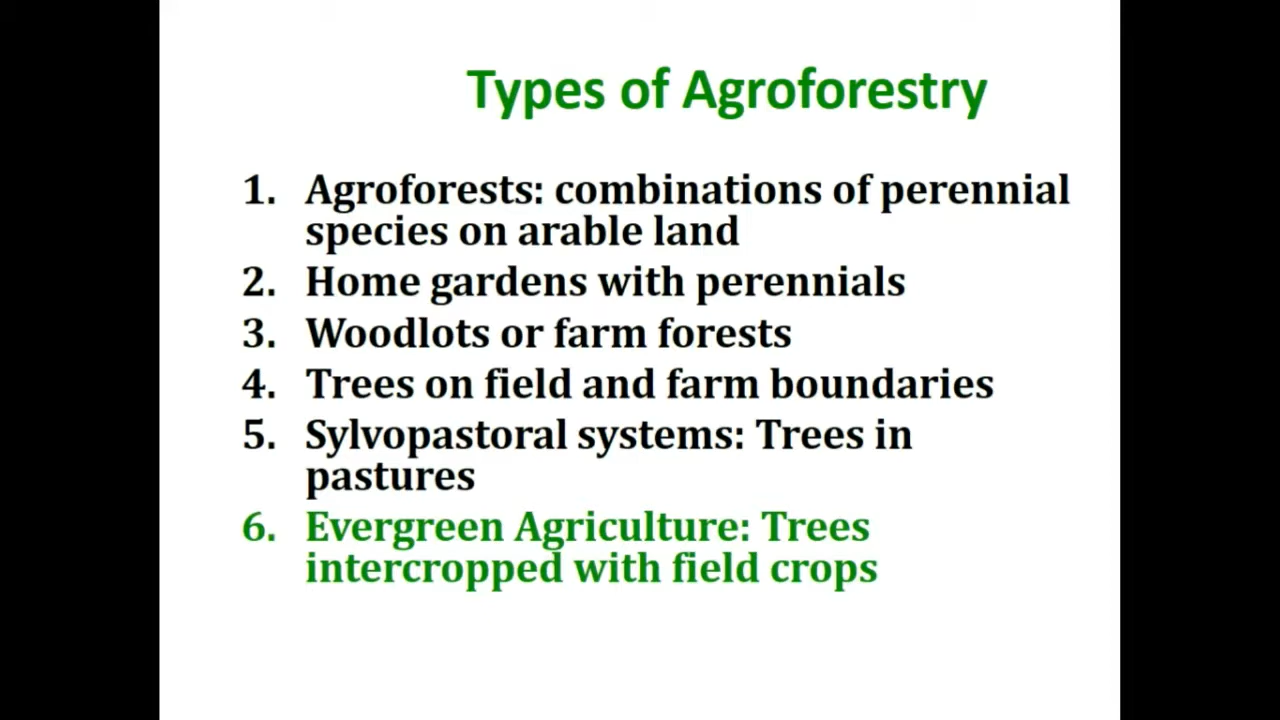 Types of Agroforestry
1. Agroforests: combinations of perennial
species on arable land
2. Home gardens with perennials
3. Woodlots or farm forests
4. Trees on field and farm boundaries
5. Sylvopastoral systems: Trees in
pastures
6. Evergreen Agriculture: Trees
intercropped with field crops